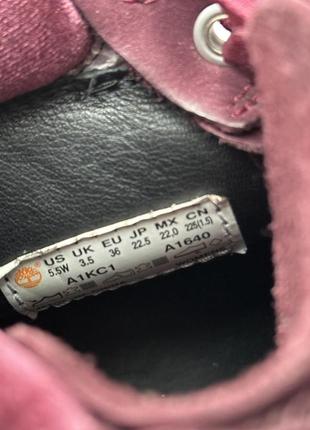 US UK EU JP MX CN
5.5W 3.5 36 22.5 22.0 225(1.5)
A1KC1 A1640